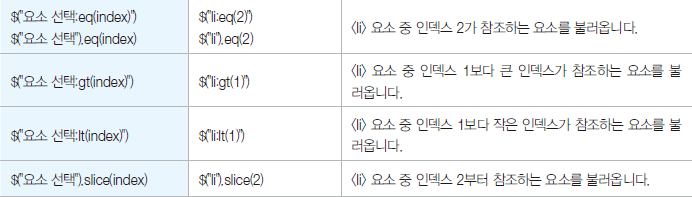 $("요소 선택:eq(index)") $("li:eq(2)") <li> 요소 중 인덱스 2가 참조하는 요소를 불러옵니다.
$("요소 선택").eq(index) $("li").eq(2)
$("요소 선택:gt(index)") $("li:gt(1)") <li> 요소 중 인덱스 1보다 큰 인덱스가 참조하는 요소를 불
러옵니다.
$("요소 선택:lt(index)") $("li:lt(1)") <li> 요소 중 인덱스 1보다 작은 인덱스가 참조하는 요소를 불
러옵니다.
$("요소 선택").slice(index) $("li").slice(2) <li> 요소 중 인덱스 2부터 참조하는 요소를 불러옵니다.